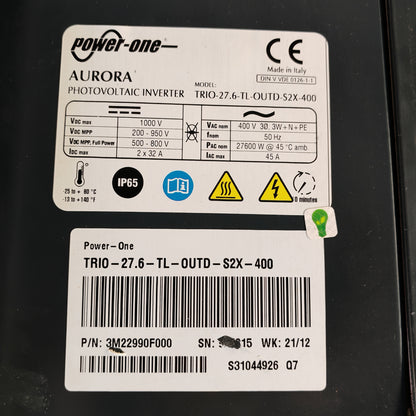 power-one
CE
Made in Italy
DIN V VDE 0126-1-1
AURORA
PHOTOVOLTAIC INVERTER
MODEL:
TRIO-27.6-TL-OUTD-S2X-400
VDC max 1000 V
VDC MPP 200 - 950 V
VDC MPP, Full Power 500 - 800 V
IDC max 2 x 32 A
VAC nom 400 V 3Ø, 3W+N+PE
fnom 50 Hz
PAC nom 27600 W @ 45 °C amb.
IAC max 45 A
-25 to + 60 °C
-13 to +140 °F
IP65
minutes
Power-One
TRIO-27.6-TL-OUTD-S2X-400
P/N: 3M22990F000 SN: 615 WK: 21/12
S31044926 Q7